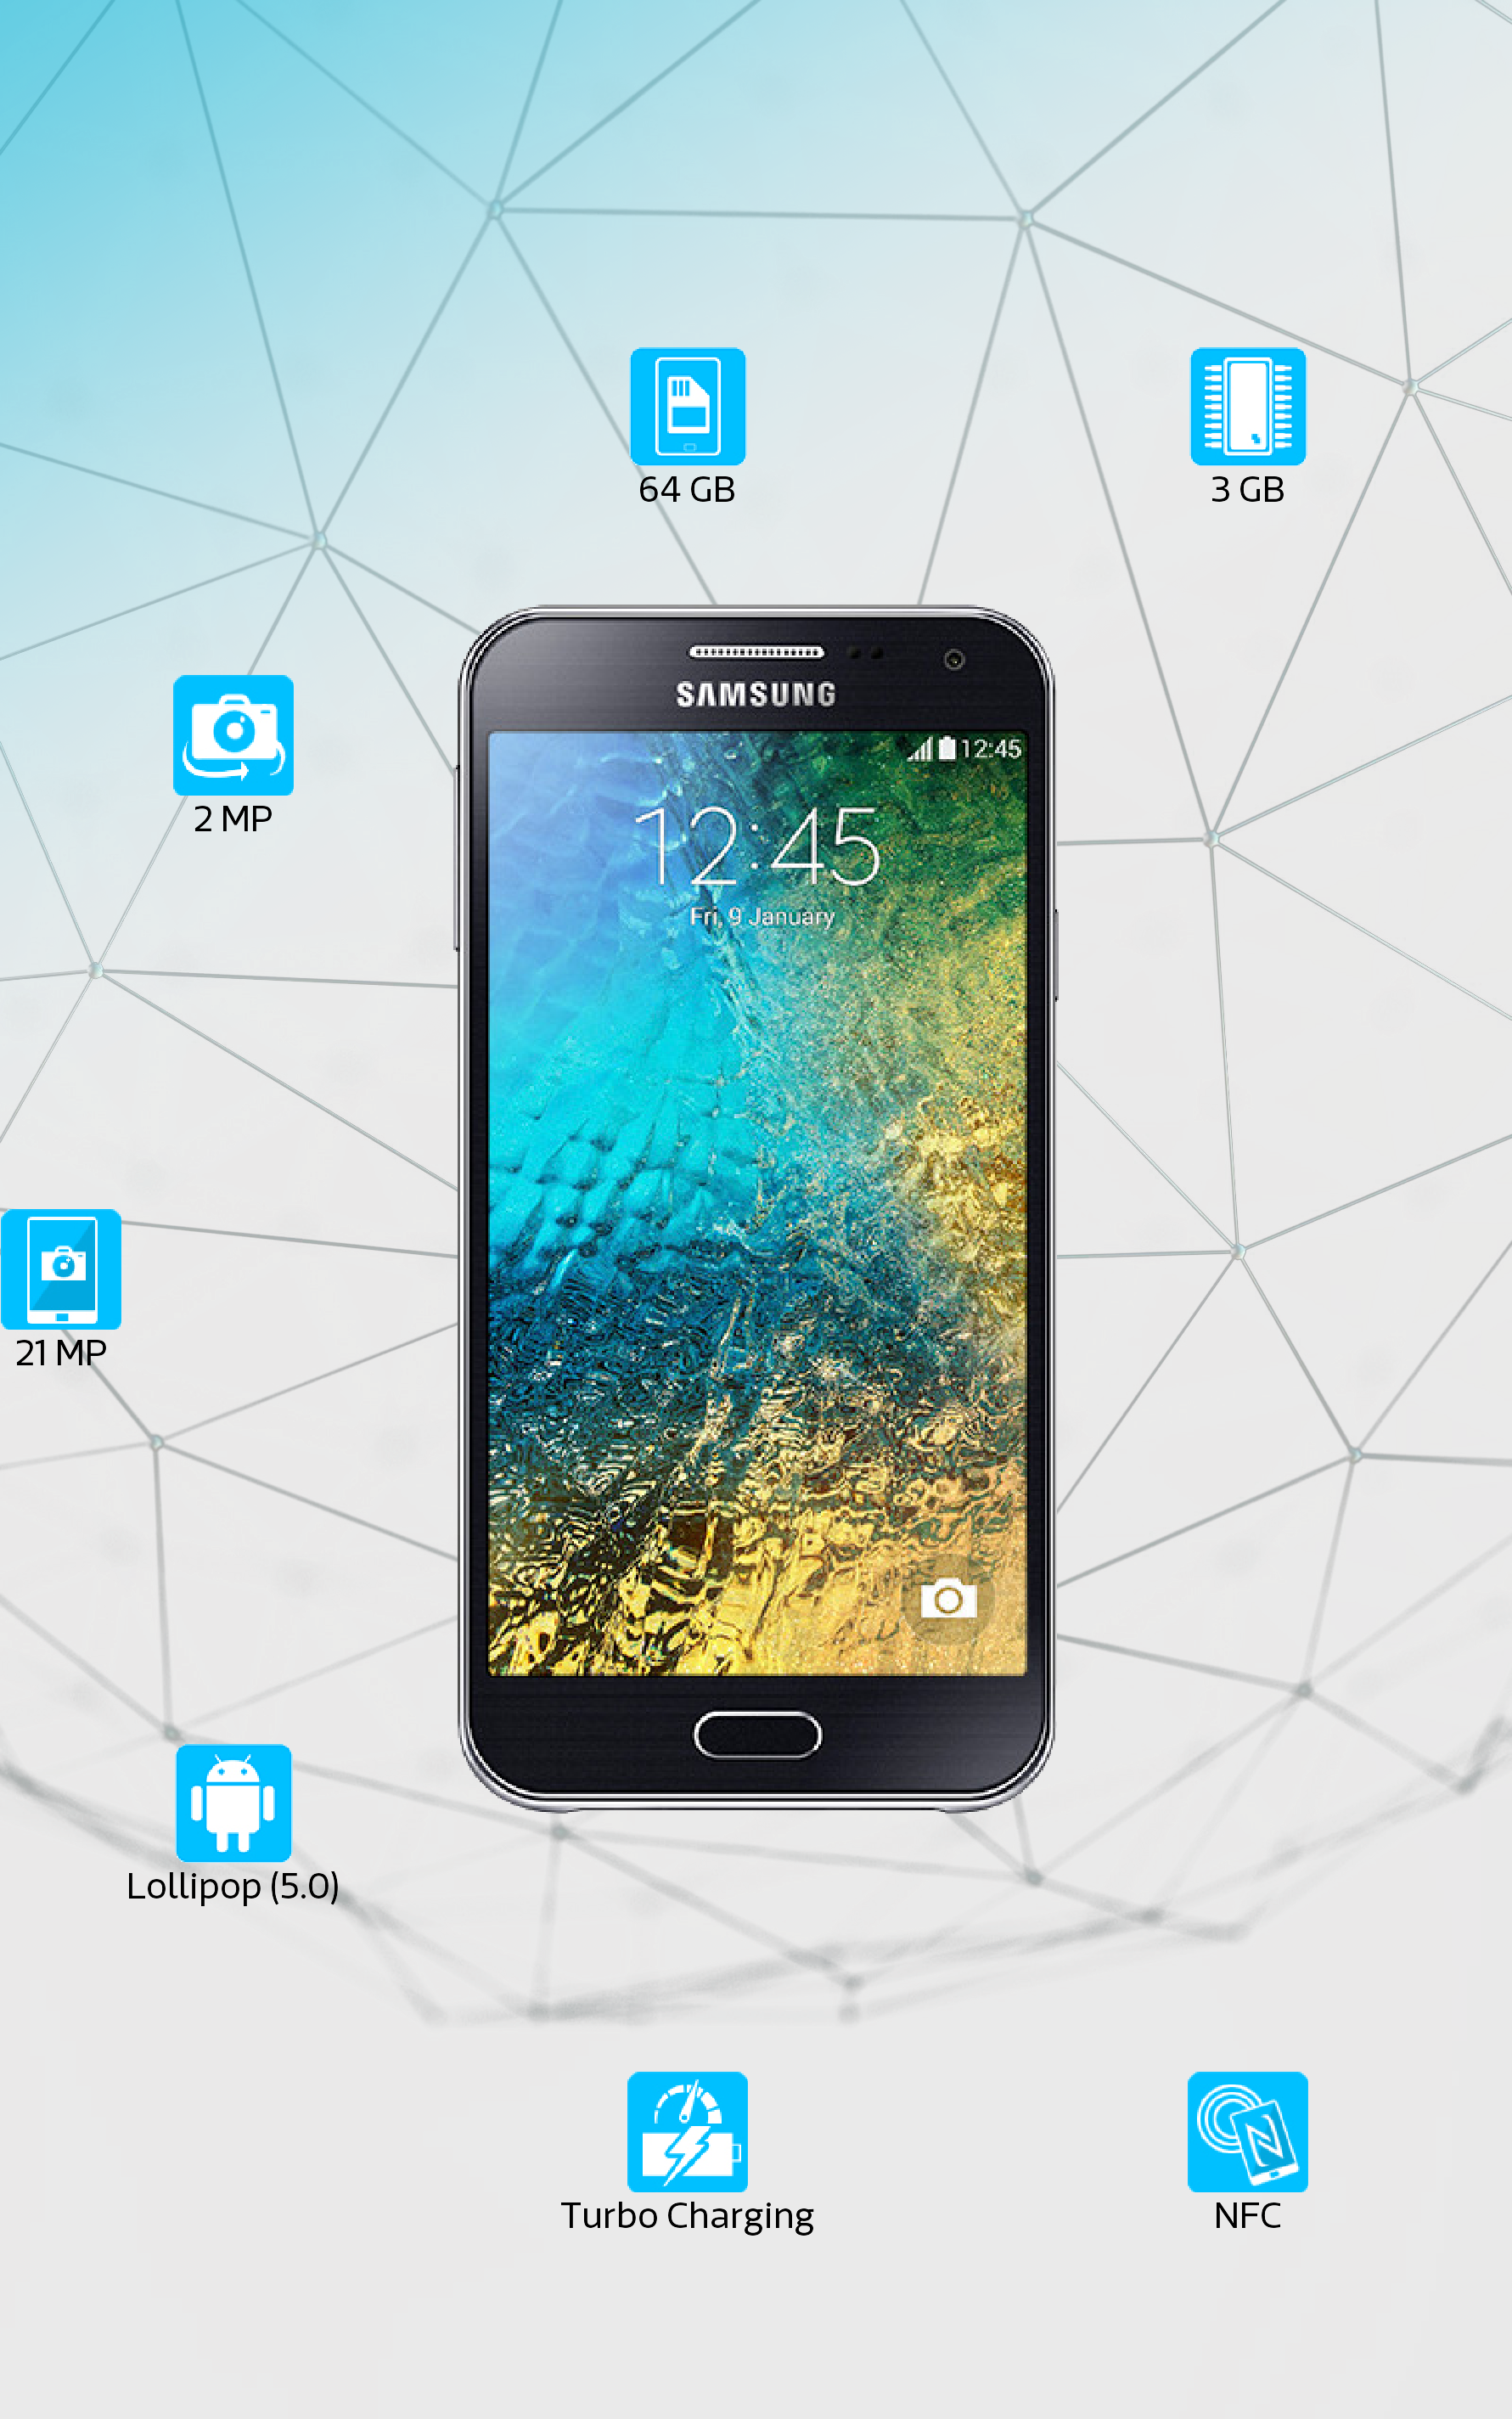 64 GB
3 GB
2 MP
SAMSUNG
12:45
12:45
Fri, 9 January
21 MP
Lollipop (5.0)
Turbo Charging
NFC